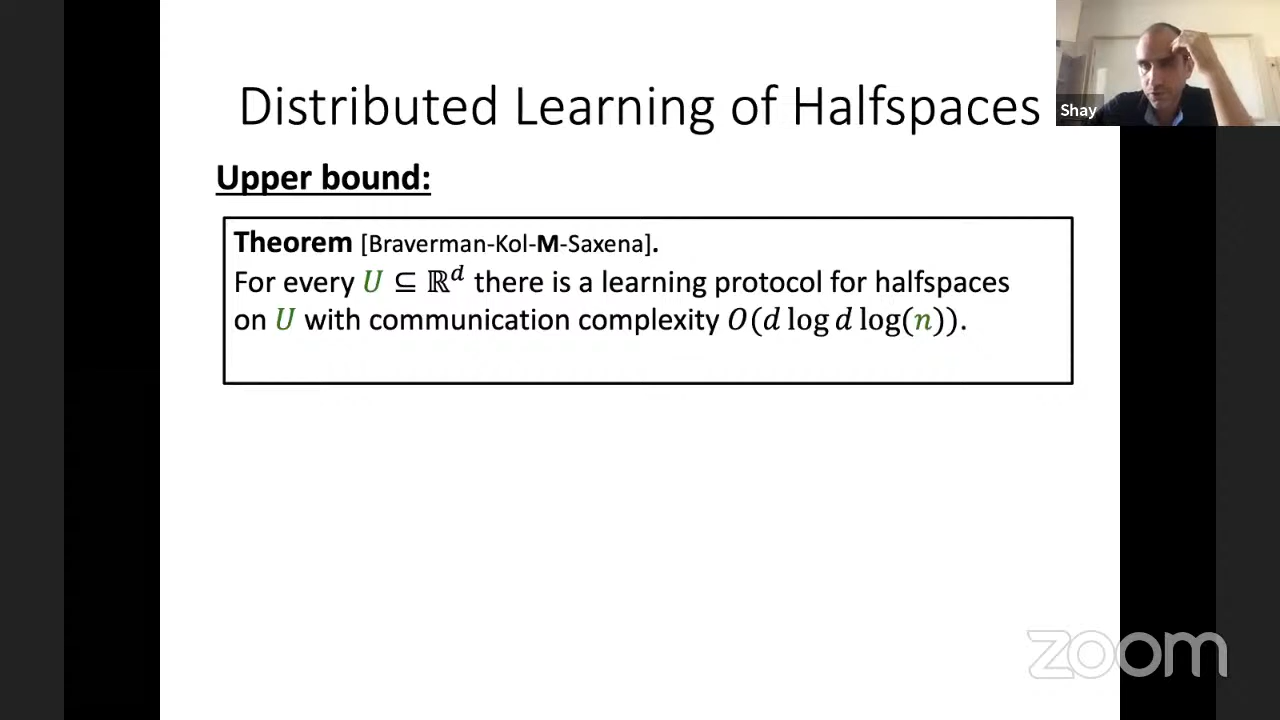 Distributed Learning of Halfspaces
Shay
Upper bound:
Theorem [Braverman-Kol-M-Saxena].
For every U ⊆ ℝ^d there is a learning protocol for halfspaces
on U with communication complexity O(d log d log(n)).
zoom